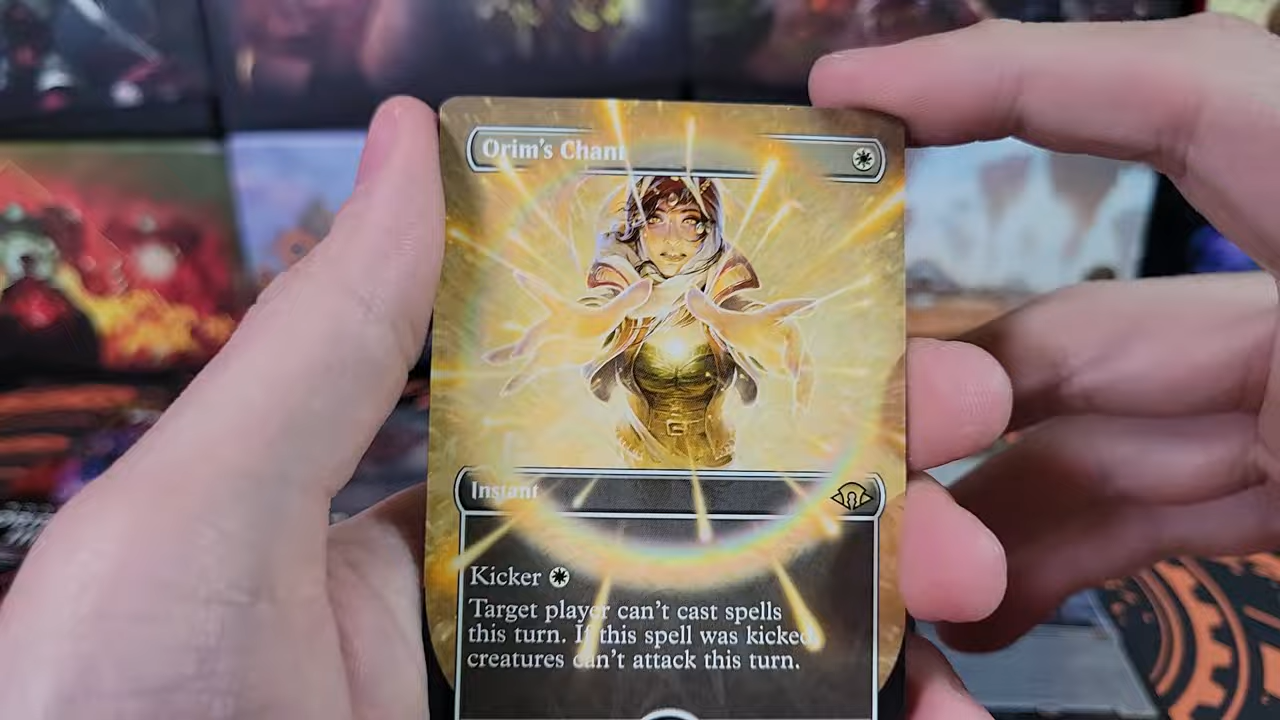 Orim's Chant
Instant
Kicker
Target player can't cast spells
this turn. If this spell was kicked,
creatures can't attack this turn.